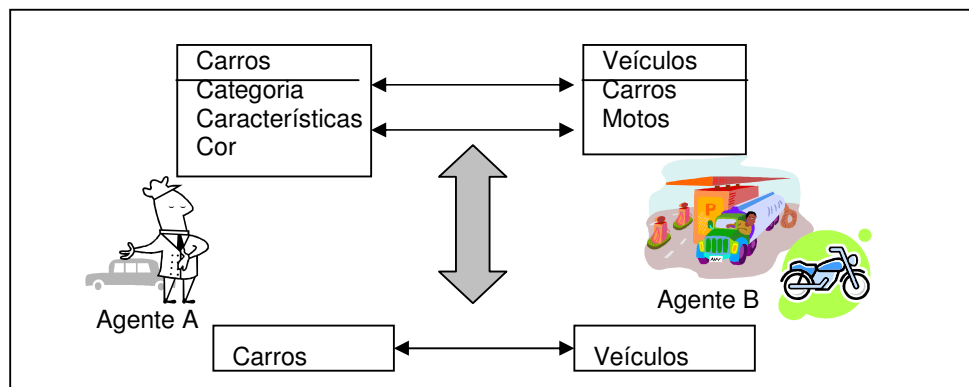 Carros
Categoria
Características
Cor
Veículos
Carros
Motos
P
Agente A
Agente B
Carros
Veículos